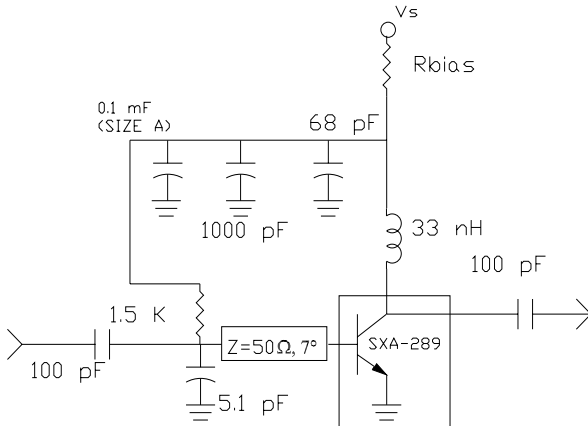 Vs
Rbias
0.1 mF
(SIZE A)
68 pF
1000 pF
33 nH
100 pF
1.5 K
Z=50Ω, 7°
SXA-289
100 pF
5.1 pF